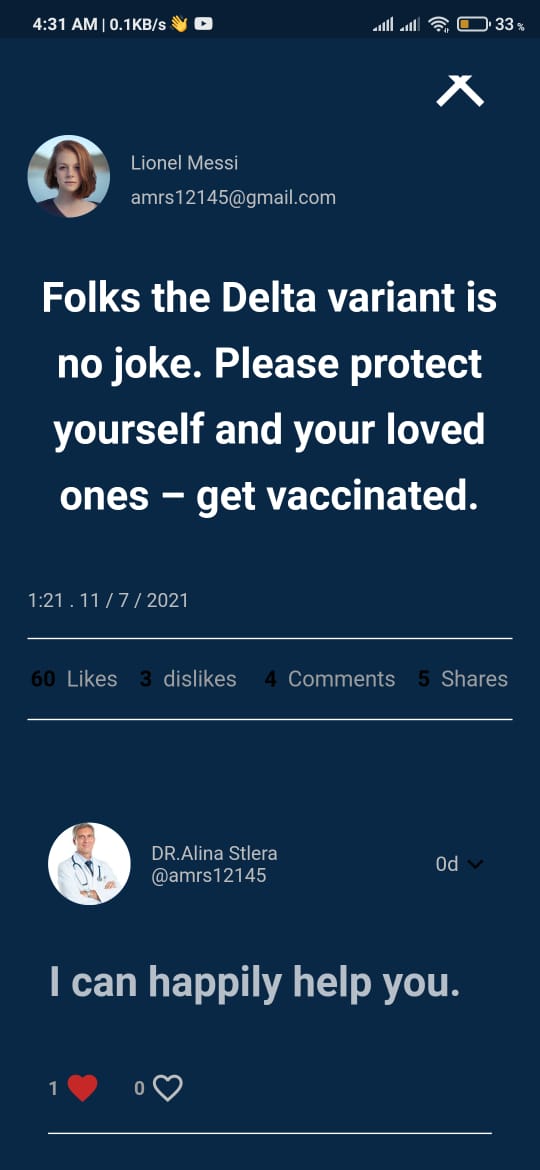 4:31 AM | 0.1KB/s 👋
33 %
Lionel Messi
amrs12145@gmail.com
Folks the Delta variant is
no joke. Please protect
yourself and your loved
ones – get vaccinated.
1:21 . 11 / 7 / 2021
60 Likes 3 dislikes 4 Comments 5 Shares
DR.Alina Stlera
@amrs12145
0d
I can happily help you.
1 0